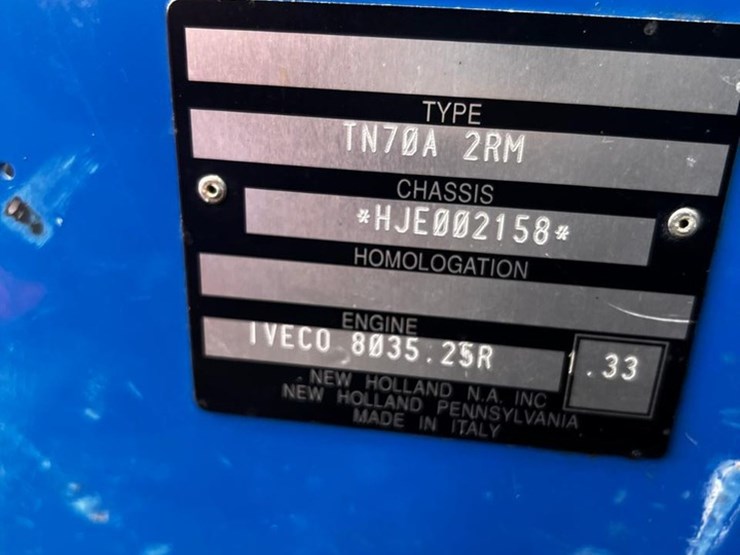 TYPE
TN70A 2RM
CHASSIS
*HJE002158*
HOMOLOGATION
ENGINE
IVECO 8035.25R 1.33
NEW HOLLAND N.A. INC
NEW HOLLAND PENNSYLVANIA
MADE IN ITALY